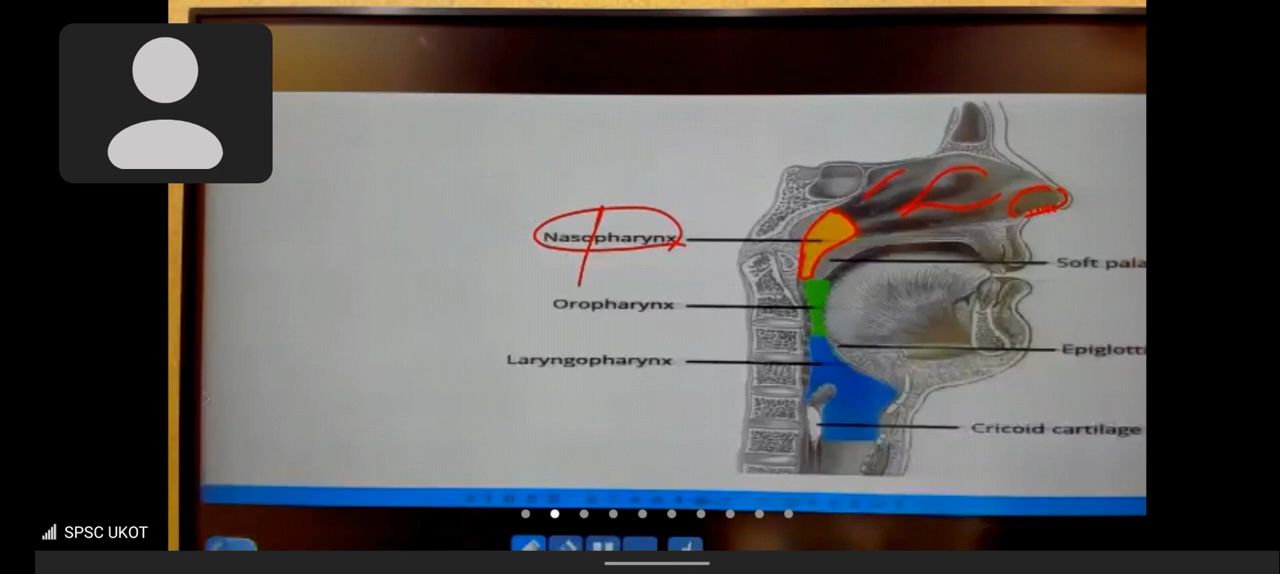 Nasopharynx
Soft pala
Oropharynx
Epiglotti
Laryngopharynx
Cricoid cartilage
SPSC UKOT